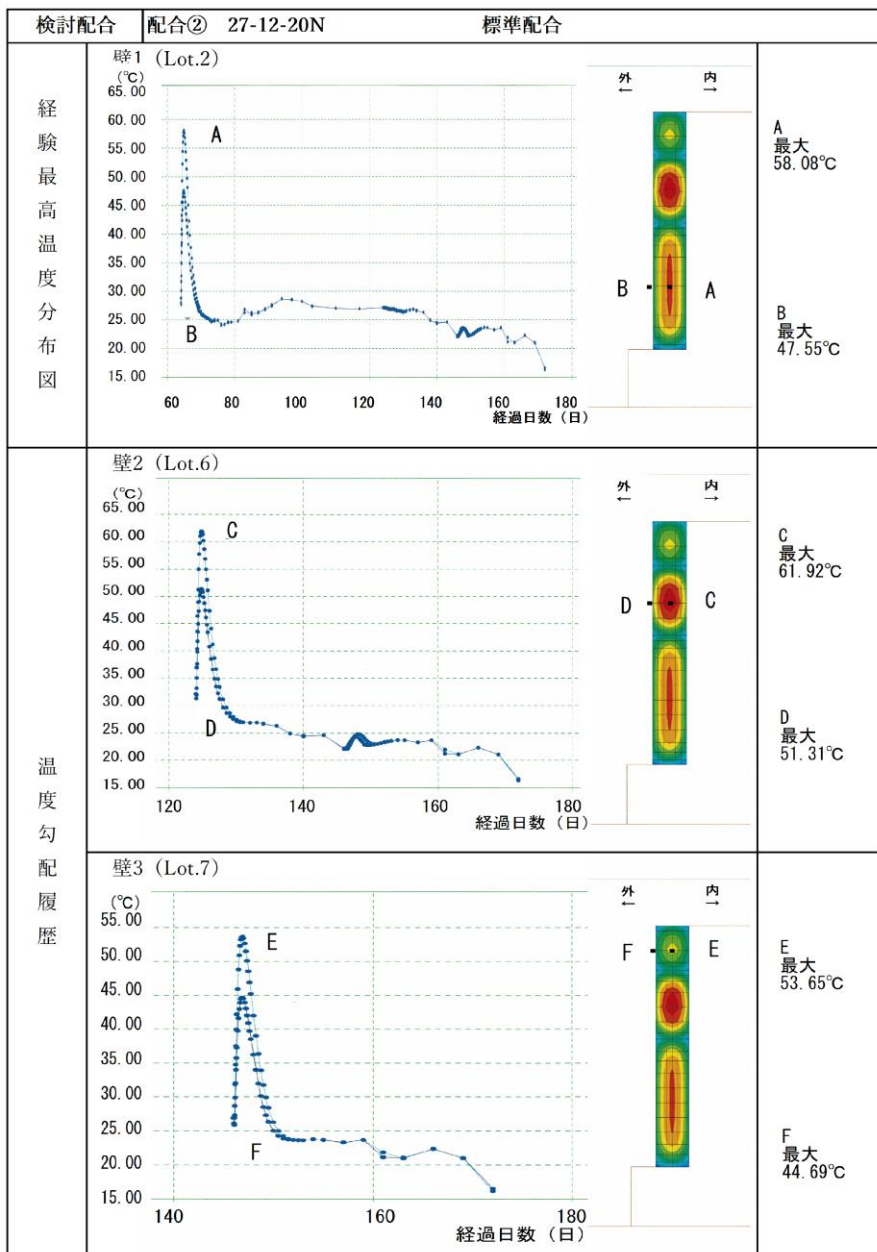 検討配合
配合② 27-12-20N
標準配合
経験最高温度分布図
壁1 (Lot.2)
(℃)
65.00
60.00
55.00
50.00
45.00
40.00
35.00
30.00
25.00
20.00
15.00
A
B
60 80 100 120 140 160 180
経過日数 (日)
外 内
← →
B A
A
最大
58.08℃
B
最大
47.55℃
温度勾配履歴
壁2 (Lot.6)
(℃)
65.00
60.00
55.00
50.00
45.00
40.00
35.00
30.00
25.00
20.00
15.00
C
D
120 140 160 180
経過日数 (日)
外 内
← →
D C
C
最大
61.92℃
D
最大
51.31℃
壁3 (Lot.7)
(℃)
55.00
50.00
45.00
40.00
35.00
30.00
25.00
20.00
15.00
E
F
140 160 180
経過日数 (日)
外 内
← →
F E
E
最大
53.65℃
F
最大
44.69℃